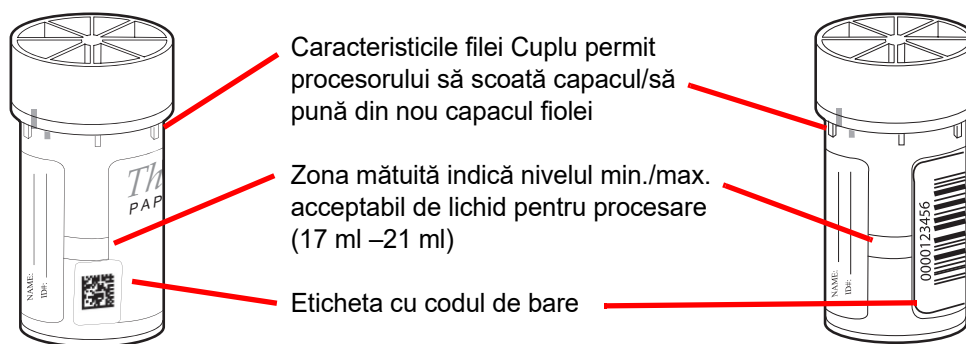 Caracteristicile filei Cuplu permit
procesorului să scoată capacul/să
pună din nou capacul fiolei
Th
PAP
Zona mătuită indică nivelul min./max.
acceptabil de lichid pentru procesare
(17 ml –21 ml)
NAME:
ID#:
NAME:
ID#:
0000123456
Eticheta cu codul de bare